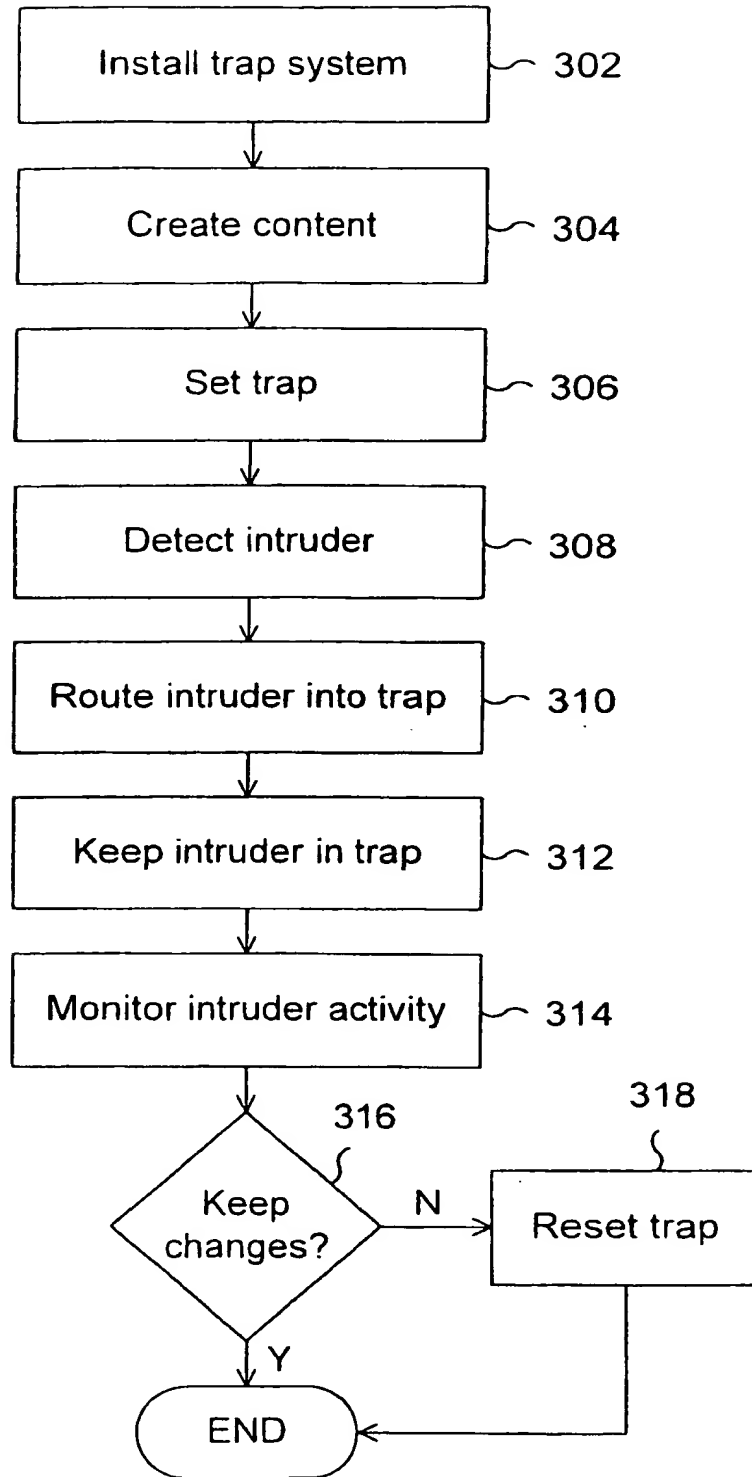 Install trap system
302
Create content
304
Set trap
306
Detect intruder
308
Route intruder into trap
310
Keep intruder in trap
312
Monitor intruder activity
314
316
318
Keep
changes?
N
Reset trap
Y
END